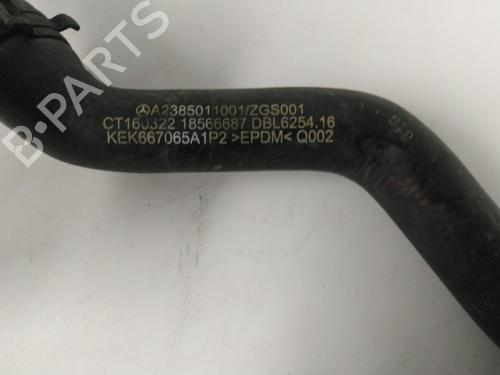 A2385011001/ZGS001
CT160322 18566687 DBL6254.16
KEK667065A1P2 >EPDM< Q002
B-PARTS